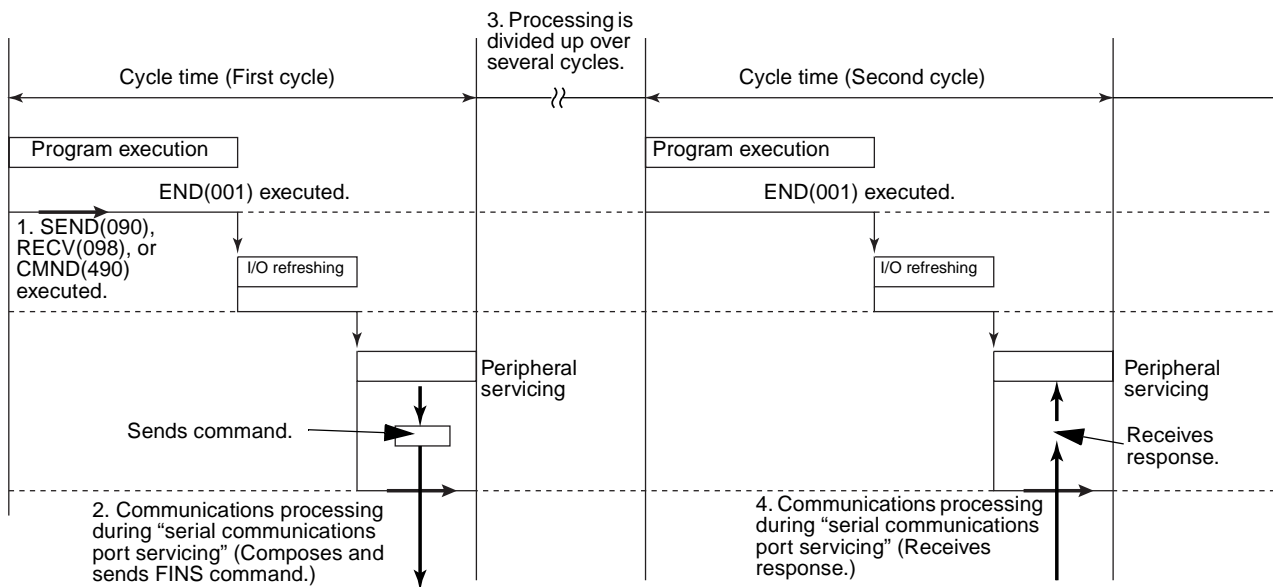 3. Processing is
divided up over
several cycles.
Cycle time (First cycle)
Cycle time (Second cycle)
Program execution
Program execution
END(001) executed.
END(001) executed.
1. SEND(090),
RECV(098), or
CMND(490)
executed.
I/O refreshing
I/O refreshing
Peripheral
servicing
Peripheral
servicing
Sends command.
Receives
response.
2. Communications processing
during “serial communications
port servicing” (Composes and
sends FINS command.)
4. Communications processing
during “serial communications
port servicing” (Receives
response.)